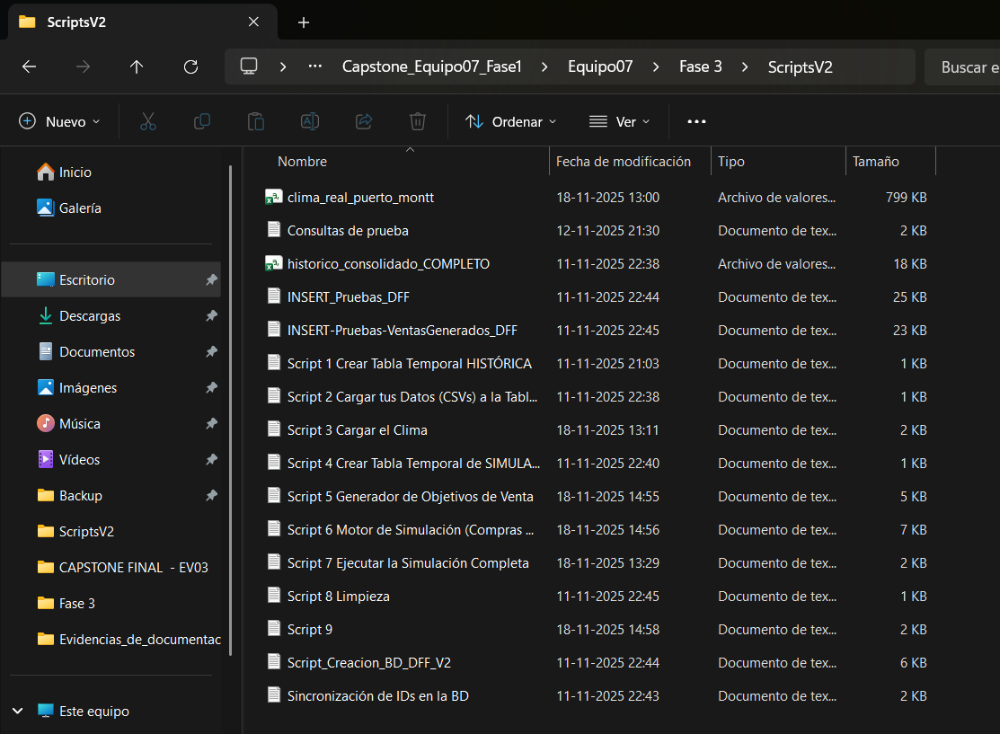 ScriptsV2
Capstone_Equipo07_Fase1 > Equipo07 > Fase 3 > ScriptsV2
Buscar e
Nuevo
Ordenar
Ver
Inicio
Galería
Escritorio
Descargas
Documentos
Imágenes
Música
Vídeos
Backup
ScriptsV2
CAPSTONE FINAL - EV03
Fase 3
Evidencias_de_documentac
Este equipo
Nombre Fecha de modificación Tipo Tamaño
clima_real_puerto_montt 18-11-2025 13:00 Archivo de valores... 799 KB
Consultas de prueba 12-11-2025 21:30 Documento de tex... 2 KB
historico_consolidado_COMPLETO 11-11-2025 22:38 Archivo de valores... 18 KB
INSERT_Pruebas_DFF 11-11-2025 22:44 Documento de tex... 25 KB
INSERT-Pruebas-VentasGenerados_DFF 11-11-2025 22:45 Documento de tex... 23 KB
Script 1 Crear Tabla Temporal HISTÓRICA 11-11-2025 21:03 Documento de tex... 1 KB
Script 2 Cargar tus Datos (CSVs) a la Tabl... 11-11-2025 22:38 Documento de tex... 1 KB
Script 3 Cargar el Clima 18-11-2025 13:11 Documento de tex... 2 KB
Script 4 Crear Tabla Temporal de SIMULA... 11-11-2025 22:40 Documento de tex... 1 KB
Script 5 Generador de Objetivos de Venta 18-11-2025 14:55 Documento de tex... 5 KB
Script 6 Motor de Simulación (Compras ... 18-11-2025 14:56 Documento de tex... 7 KB
Script 7 Ejecutar la Simulación Completa 18-11-2025 13:29 Documento de tex... 2 KB
Script 8 Limpieza 11-11-2025 22:45 Documento de tex... 1 KB
Script 9 18-11-2025 14:58 Documento de tex... 2 KB
Script_Creacion_BD_DFF_V2 11-11-2025 22:44 Documento de tex... 6 KB
Sincronización de IDs en la BD 11-11-2025 22:43 Documento de tex... 2 KB